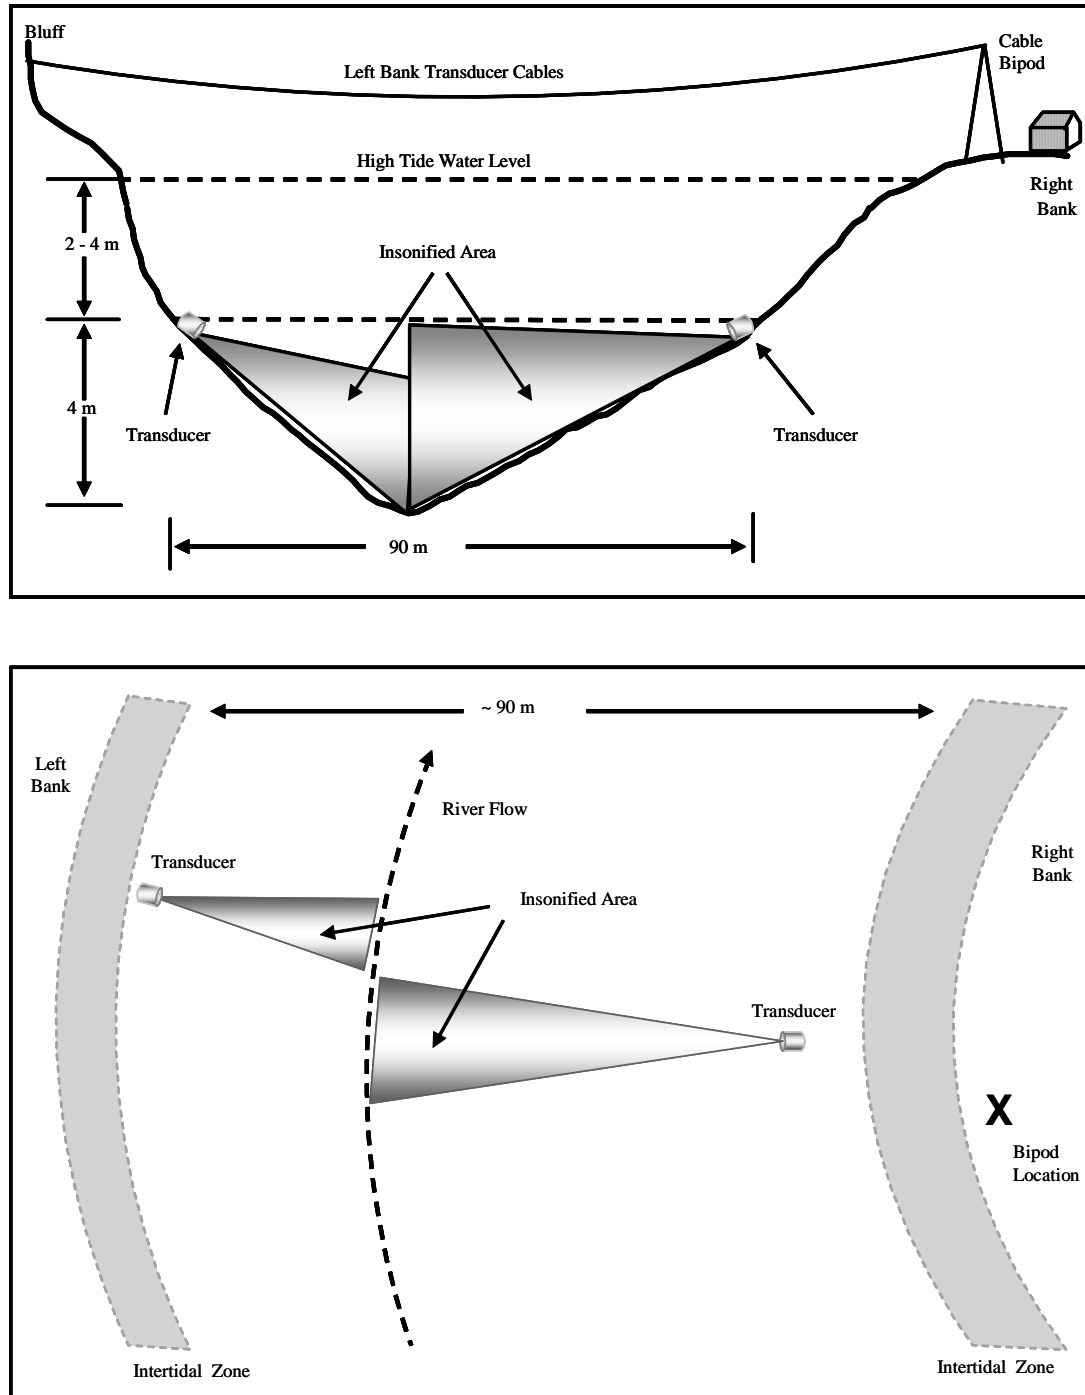 Bluff
Cable
Bipod
Left Bank Transducer Cables
High Tide Water Level
Right
Bank
2 - 4 m
Insonified Area
4 m
Transducer
Transducer
90 m
~ 90 m
Left
Bank
River Flow
Right
Bank
Transducer
Insonified Area
Transducer
X
Bipod
Location
Intertidal Zone
Intertidal Zone